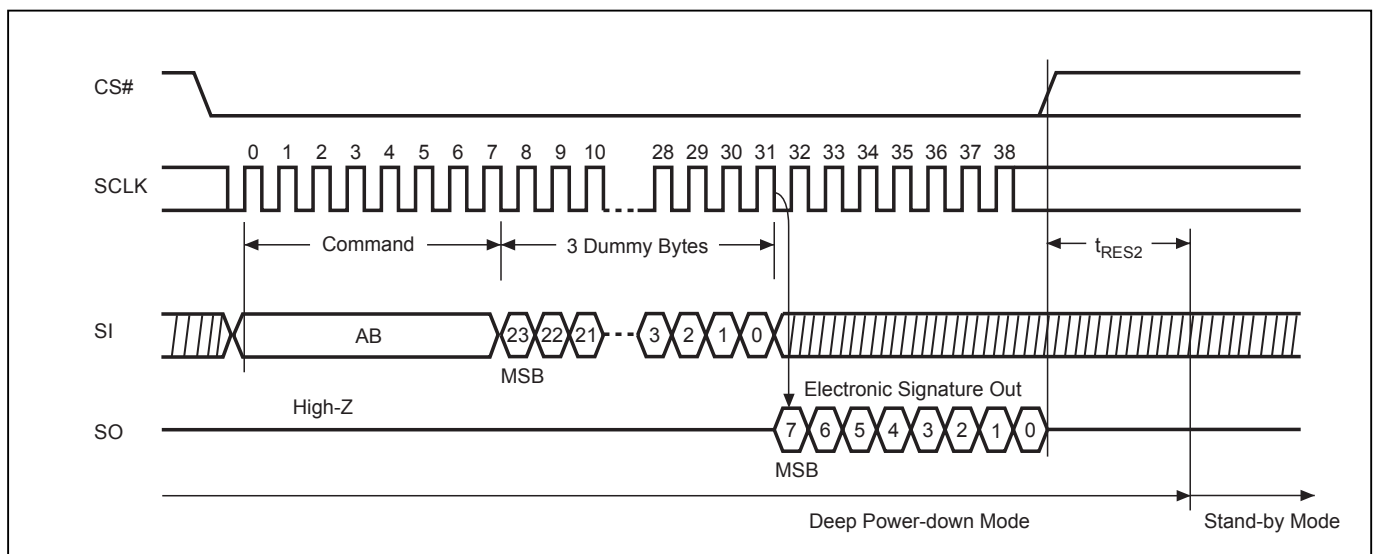 CS#
0 1 2 3 4 5 6 7 8 9 10 28 29 30 31 32 33 34 35 36 37 38
SCLK
Command
3 Dummy Bytes
tRES2
SI
AB
23 22 21 3 2 1 0
MSB
Electronic Signature Out
High-Z
SO
7 6 5 4 3 2 1 0
MSB
Deep Power-down Mode
Stand-by Mode